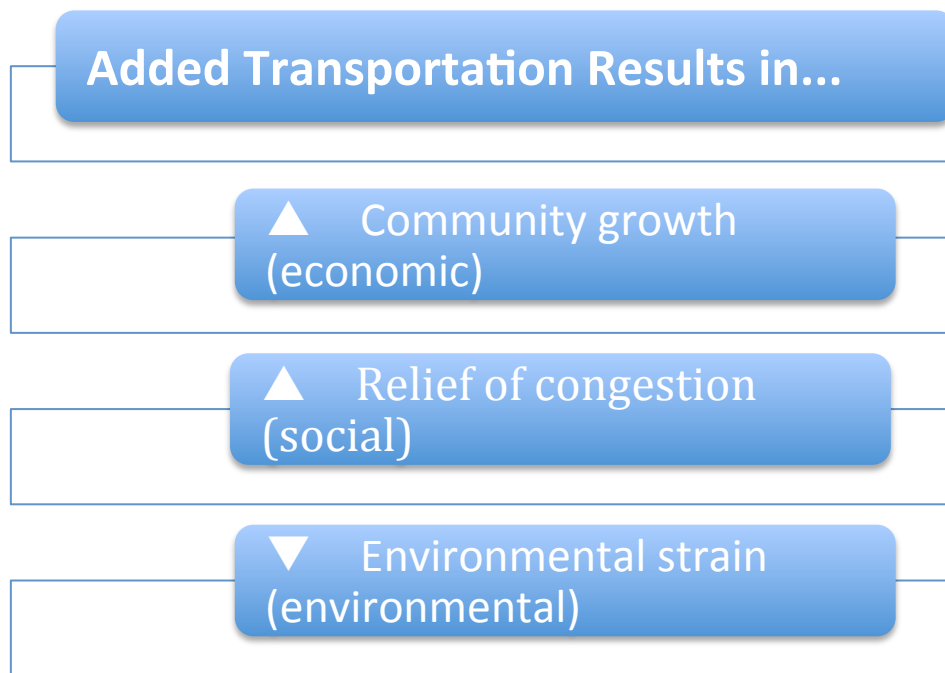 Added Transportation Results in...
▲ Community growth
(economic)
▲ Relief of congestion
(social)
▼ Environmental strain
(environmental)